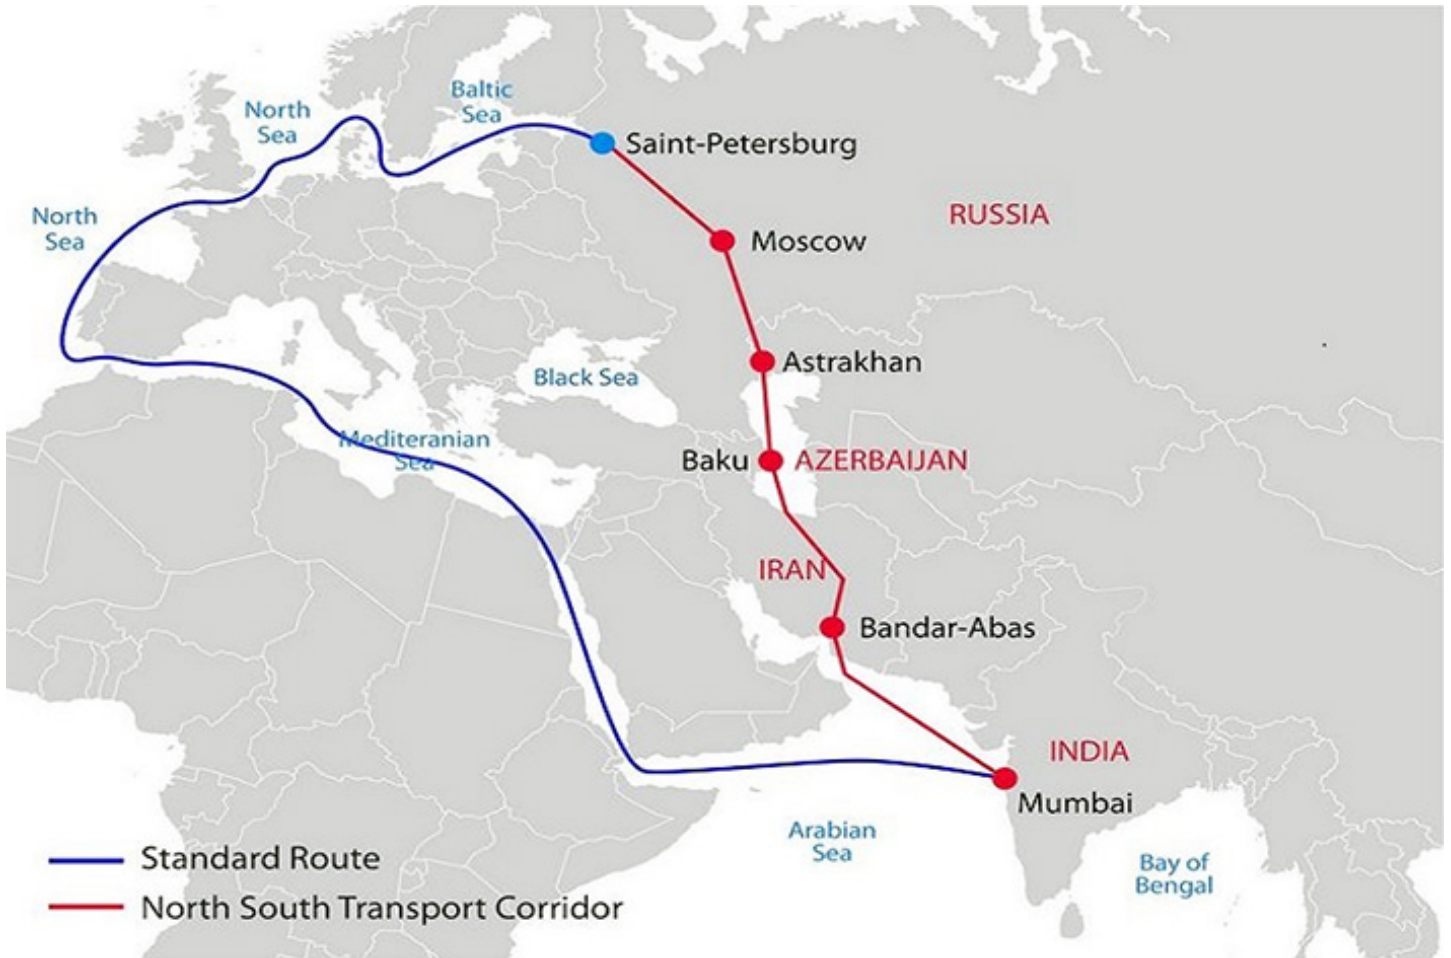 Baltic
Sea
North
Sea
Saint-Petersburg
North
Sea
RUSSIA
Moscow
Astrakhan
Black Sea
Mediteranian
Sea
Baku
AZERBAIJAN
IRAN
Bandar-Abas
INDIA
Mumbai
Arabian
Sea
Bay of
Bengal
Standard Route
North South Transport Corridor